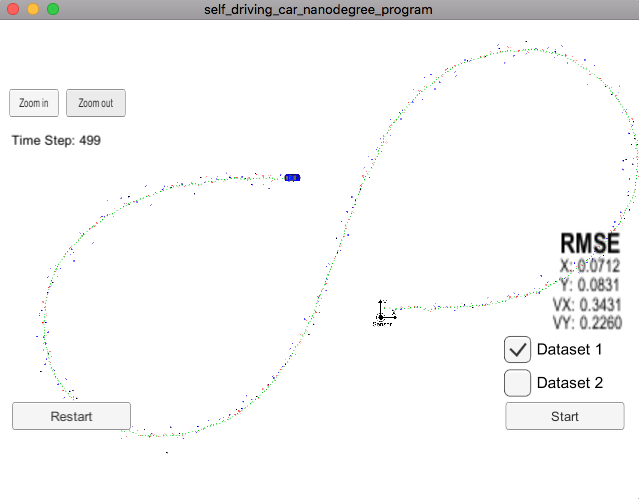 self_driving_car_nanodegree_program
Zoom in
Zoom out
Time Step: 499
RMSE
X: 0.0712
Y: 0.0831
VX: 0.3431
VY: 0.2260
X
Sensor
Dataset 1
Dataset 2
Restart
Start